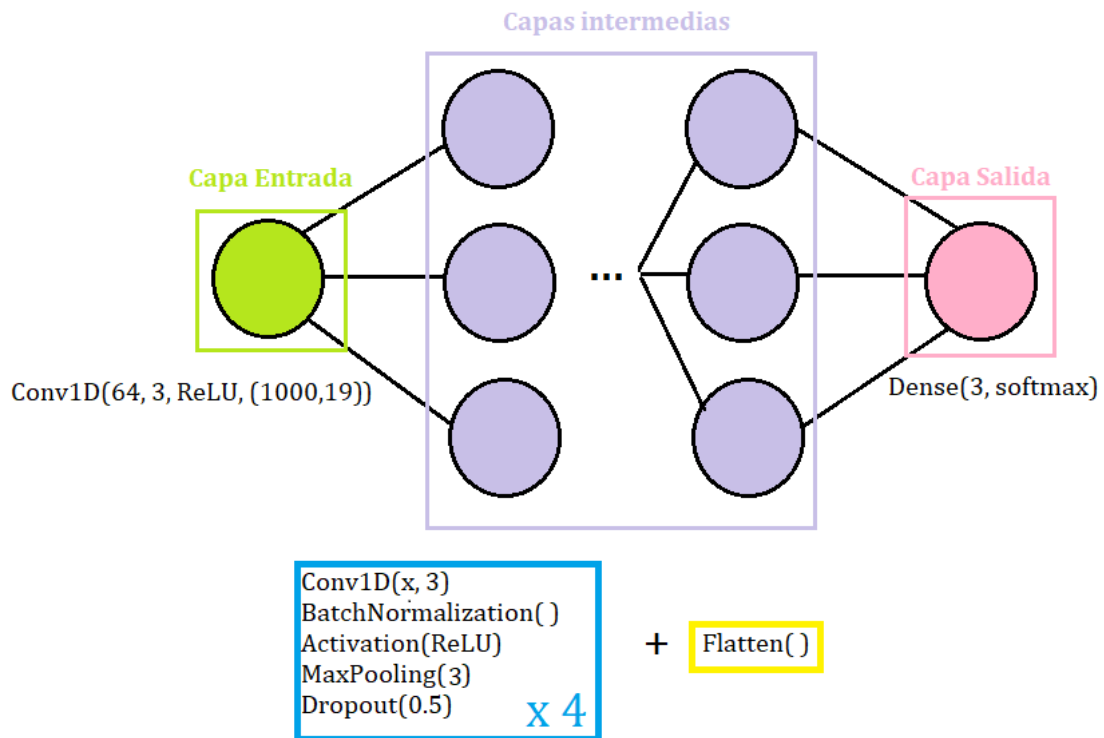 Capas intermedias
Capa Entrada
Capa Salida
...
Conv1D(64, 3, ReLU, (1000,19))
Dense(3, softmax)
Conv1D(x, 3)
BatchNormalization( )
Activation(ReLU)
MaxPooling(3)
Dropout(0.5)
x 4
+
Flatten( )